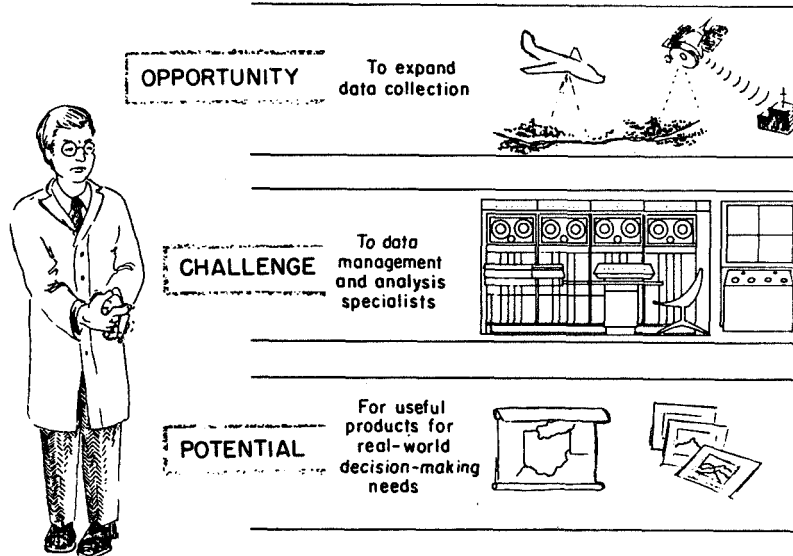 OPPORTUNITY
To expand
data collection
CHALLENGE
To data
management
and analysis
specialists
POTENTIAL
For useful
products for
real-world
decision-making
needs